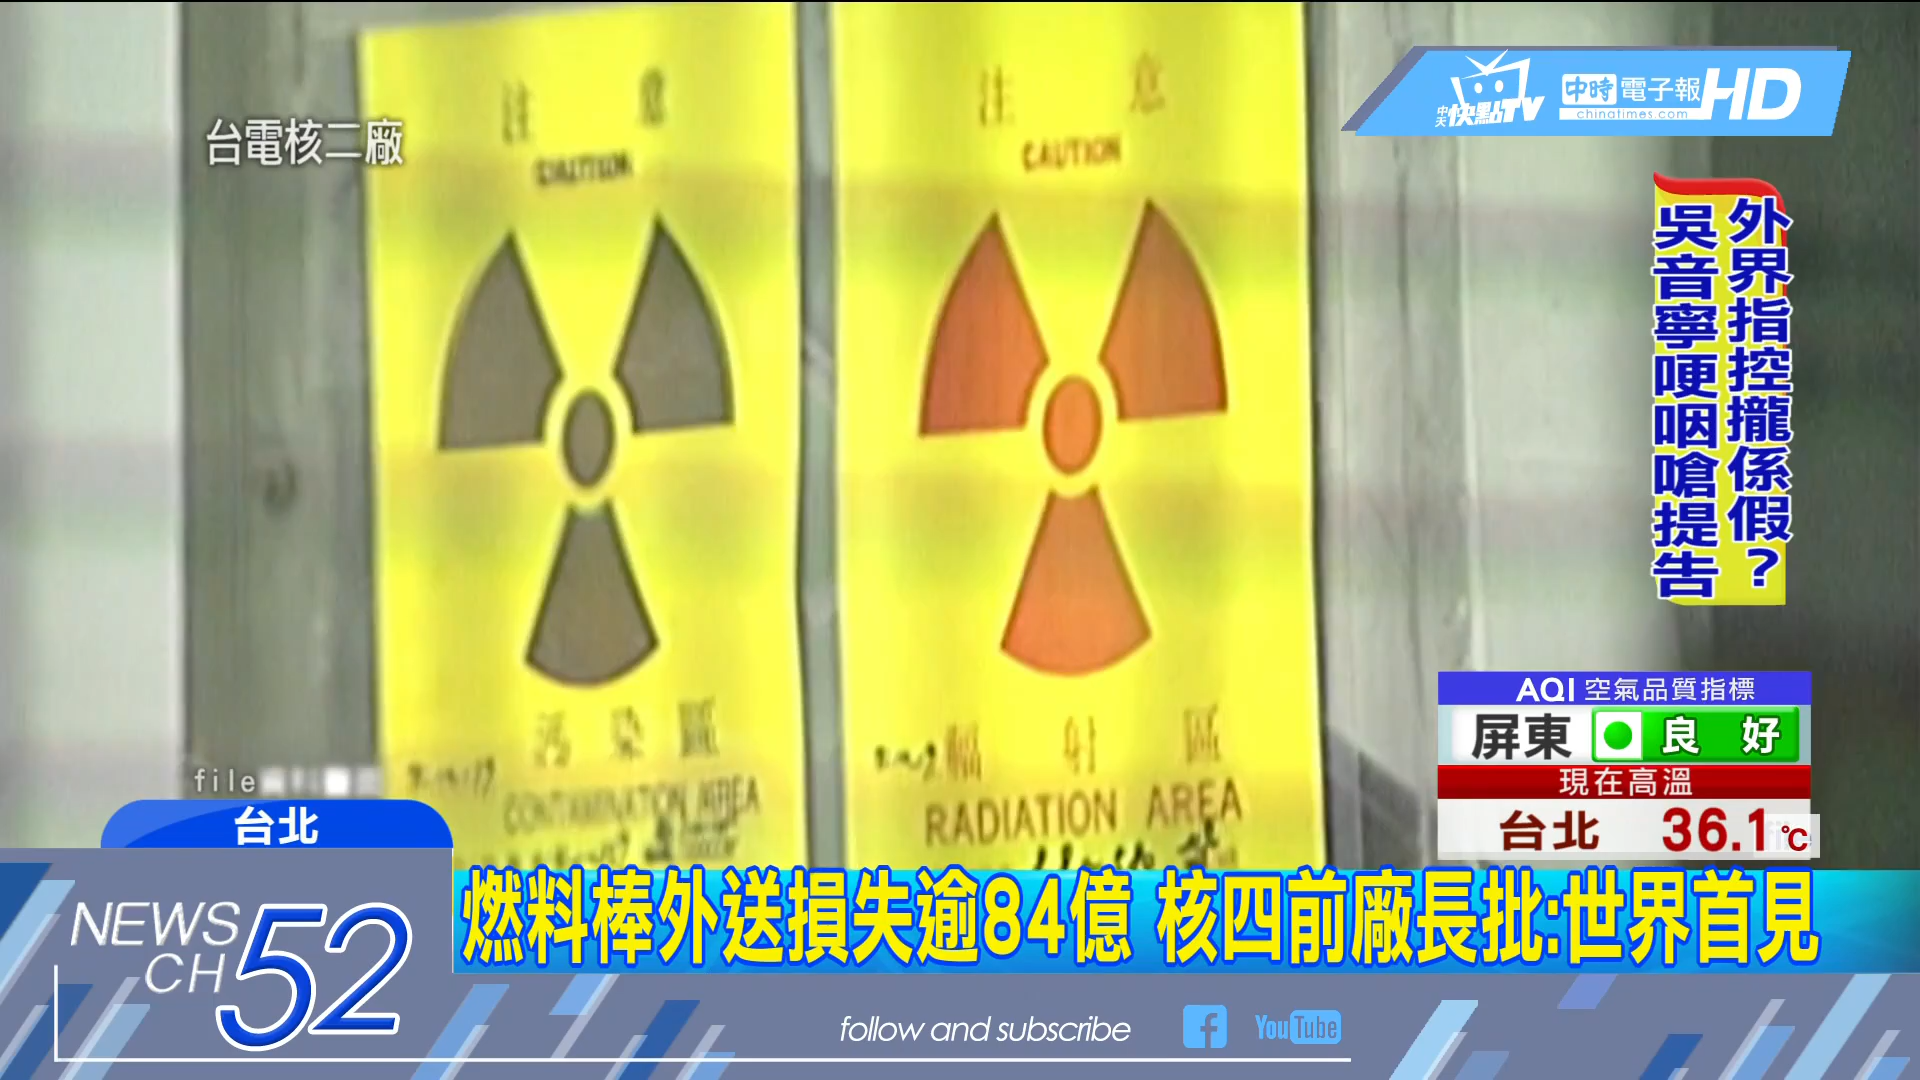 台電核二廠
注意
CAUTION
污染區
CONTAMINATION AREA
注意
CAUTION
輻射區
RADIATION AREA
中天快點TV
中時電子報HD
chinatimes.com
外界指控攏係假？
吳音寧哽咽嗆提告
AQI 空氣品質指標
屏東 良好
現在高溫
台北 36.1℃
file
台北
燃料棒外送損失逾84億 核四前廠長批:世界首見
NEWS
CH 52
follow and subscribe
YouTube